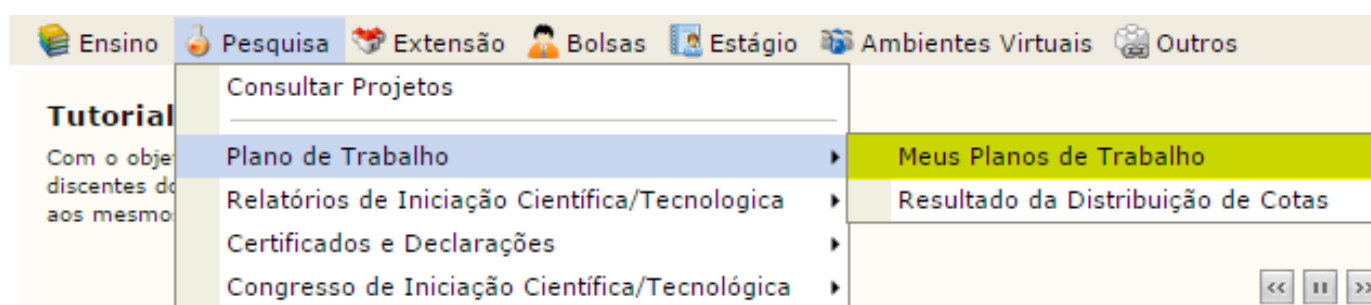 Ensino Pesquisa Extensão Bolsas Estágio Ambientes Virtuais Outros
Consultar Projetos
Tutorial
Com o obje
discentes do
aos mesmo
Plano de Trabalho
Relatórios de Iniciação Científica/Tecnologica
Certificados e Declarações
Congresso de Iniciação Científica/Tecnológica
Meus Planos de Trabalho
Resultado da Distribuição de Cotas